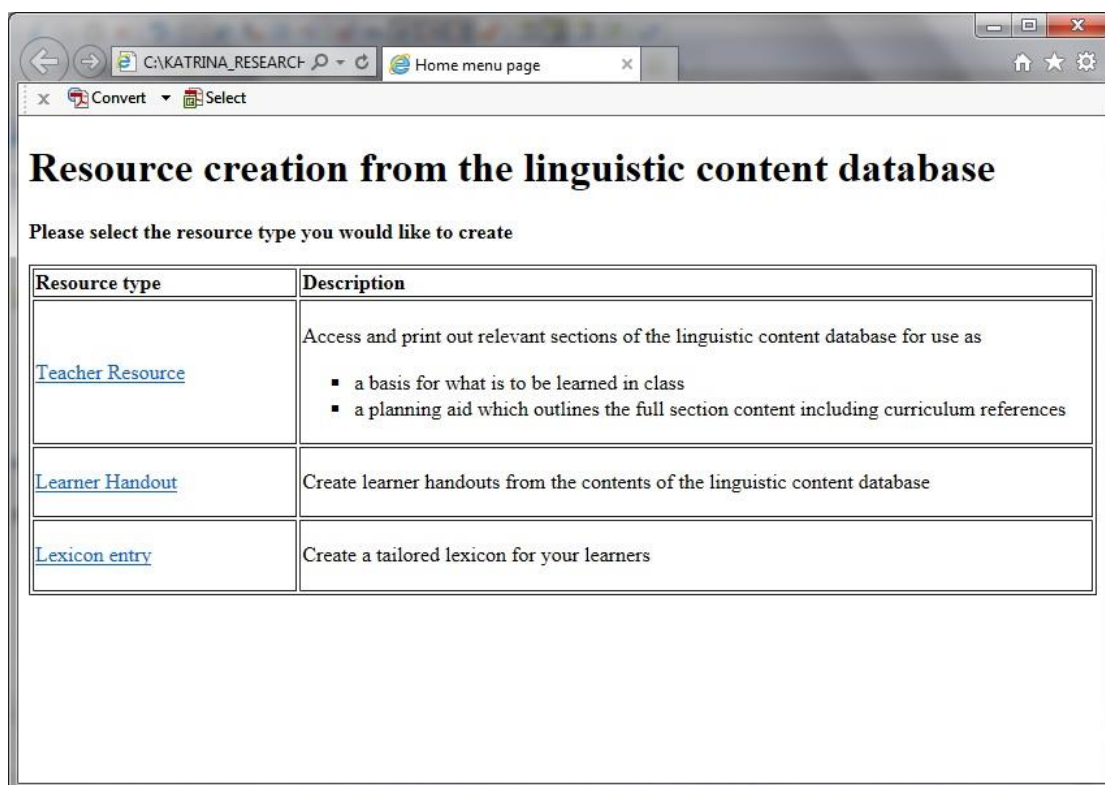 C:\KATRINA_RESEARCH
Home menu page
x Convert Select
Resource creation from the linguistic content database
Please select the resource type you would like to create
Resource type Description
Access and print out relevant sections of the linguistic content database for use as
Teacher Resource
▪ a basis for what is to be learned in class
▪ a planning aid which outlines the full section content including curriculum references
Learner Handout Create learner handouts from the contents of the linguistic content database
Lexicon entry Create a tailored lexicon for your learners